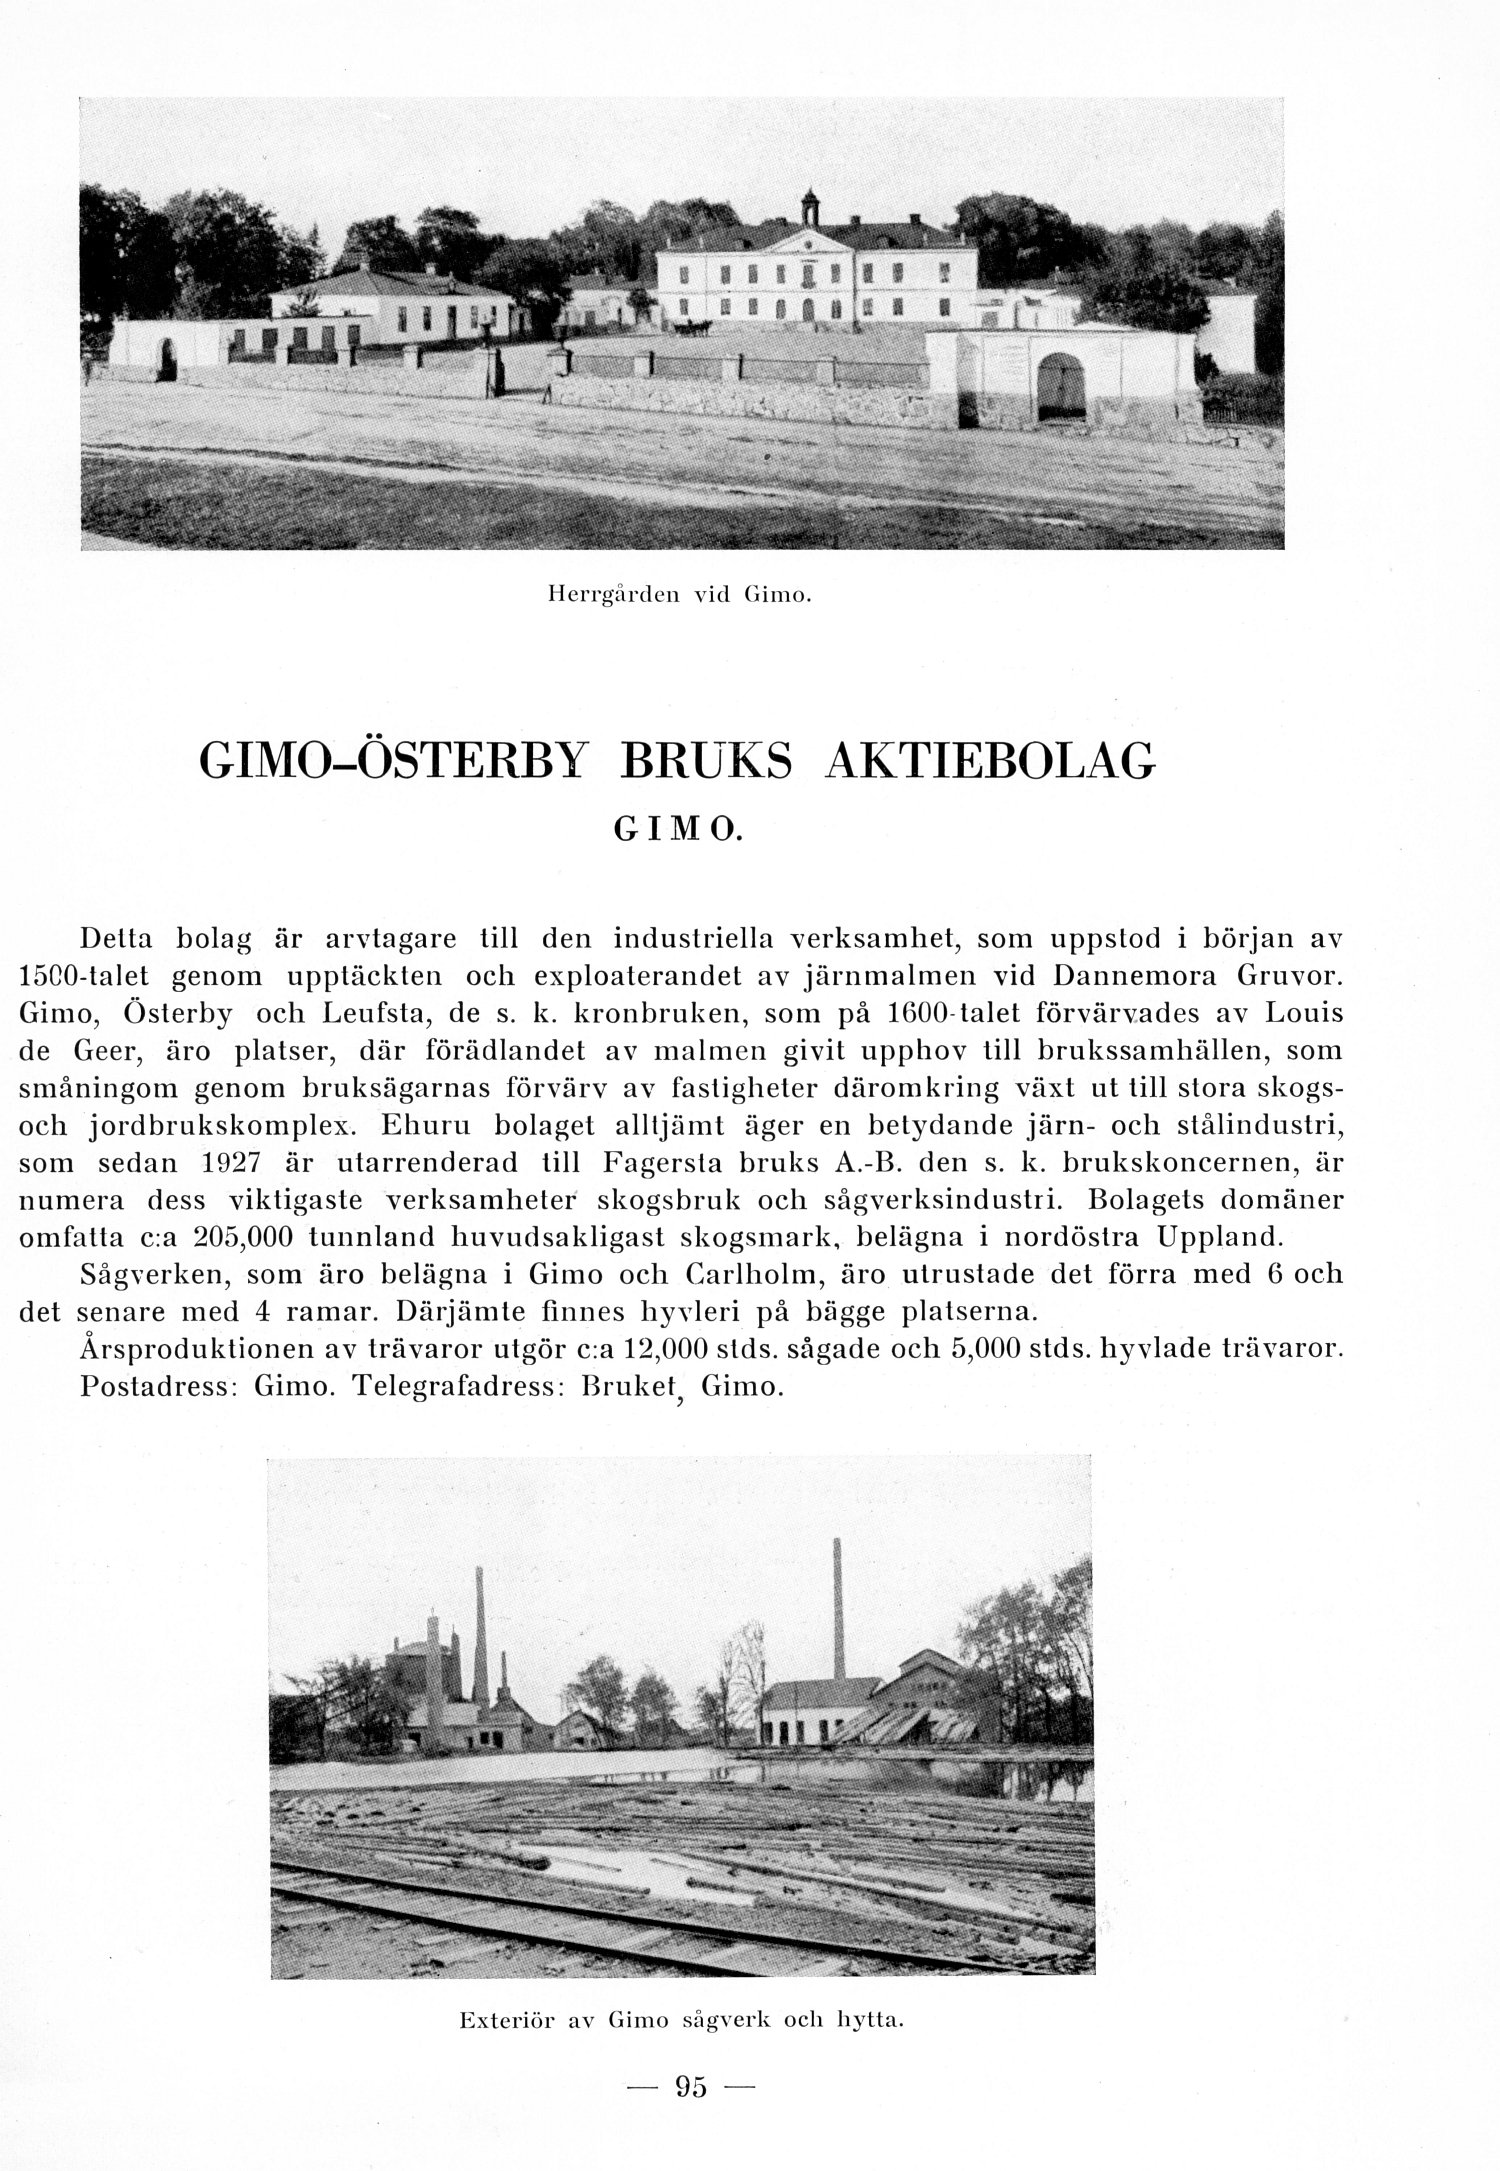 Herrgården vid Gimo.
GIMO–ÖSTERBY BRUKS AKTIEBOLAG
GIMO.
Detta bolag är arvtagare till den industriella verksamhet, som uppstod i början av
1500-talet genom upptäckten och exploaterandet av järnmalmen vid Dannemora Gruvor.
Gimo, Österby och Leufsta, de s. k. kronbruken, som på 1600-talet förvärvades av Louis
de Geer, äro platser, där förädlandet av malmen givit upphov till brukssamhällen, som
småningom genom bruksägarnas förvärv av fastigheter däromkring växt ut till stora skogs-
och jordbrukskomplex. Ehuru bolaget alltjämt äger en betydande järn- och stålindustri,
som sedan 1927 är utarrenderad till Fagersta bruks A.-B. den s. k. brukskoncernen, är
numera dess viktigaste verksamheter skogsbruk och sågverksindustri. Bolagets domäner
omfatta c:a 205,000 tunnland huvudsakligast skogsmark, belägna i nordöstra Uppland.
Sågverken, som äro belägna i Gimo och Carlholm, äro utrustade det förra med 6 och
det senare med 4 ramar. Därjämte finnes hyvleri på bägge platserna.
Årsproduktionen av trävaror utgör c:a 12,000 stds. sågade och 5,000 stds. hyvlade trävaror.
Postadress: Gimo. Telegrafadress: Bruket, Gimo.
Exteriör av Gimo sågverk och hytta.
— 95 —